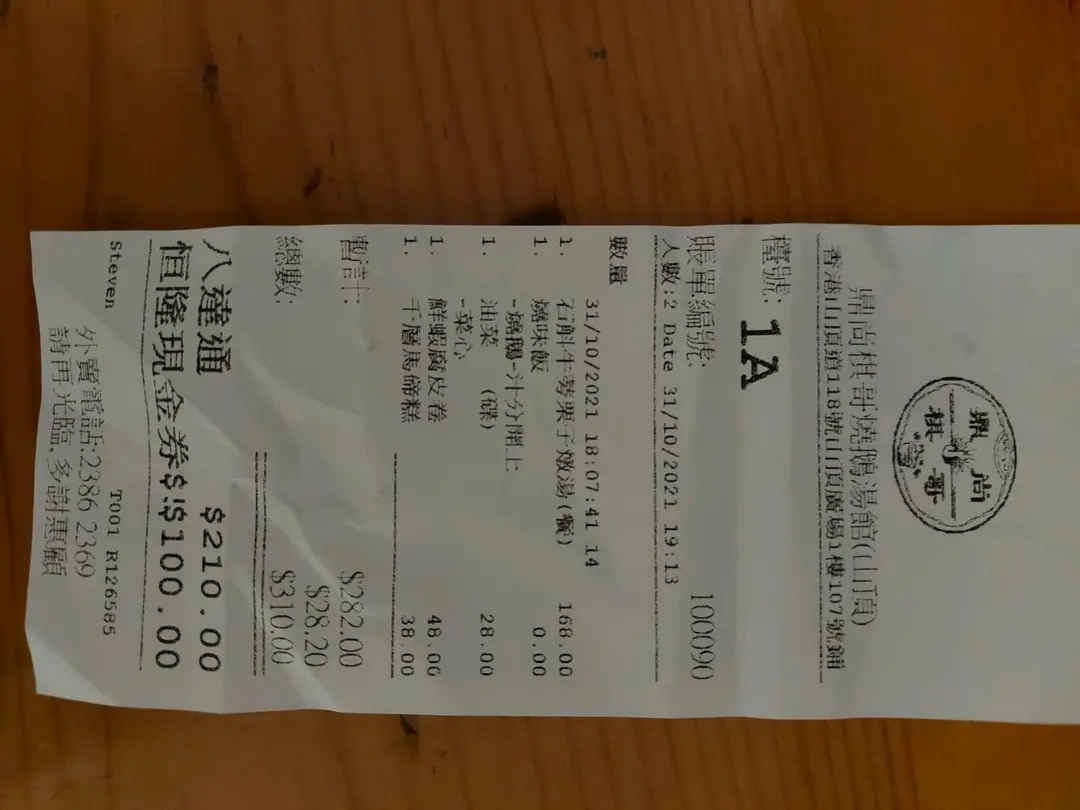 鼎尚
棋哥
鼎尚棋哥燒鵝湯館(山頂)
香港山頂道118號山頂廣場1樓107號鋪
檯號: 1A
賬單編號: 100090
人數:2 Date 31/10/2021 19:13
數量
31/10/2021 18:07:41 14
1. 石斛牛蒡栗子燉湯(套) 168.00
1. 燒味飯 0.00
-燒鵝-汁分開上
1. 油菜 (碟) 28.00
-菜心
1. 鮮蝦腐皮卷 48.00
1. 千層馬蹄糕 38.00
暫計: $282.00
$28.20
總數: $310.00
八達通 $210.00
恒隆現金券$:$100.00
Steven T001 R126585
外賣電話:2386 2369
請再光臨, 多謝惠顧